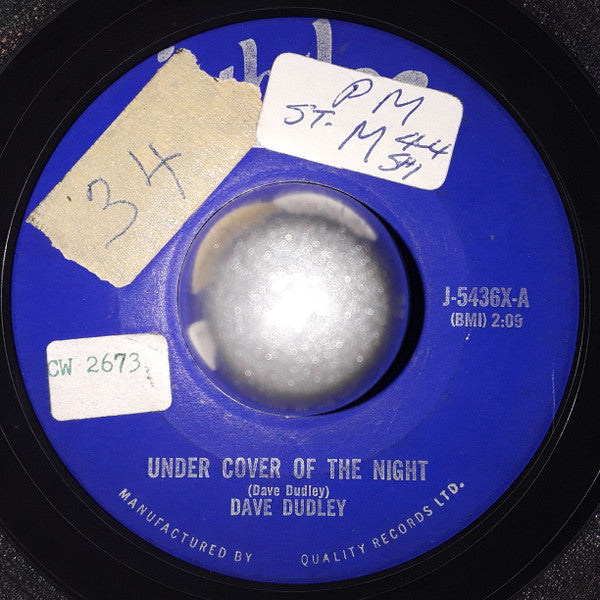 34
PM
ST. M 44
CW 2673
J-5436X-A
(BMI) 2:09
UNDER COVER OF THE NIGHT
(Dave Dudley)
DAVE DUDLEY
MANUFACTURED BY QUALITY RECORDS LTD.